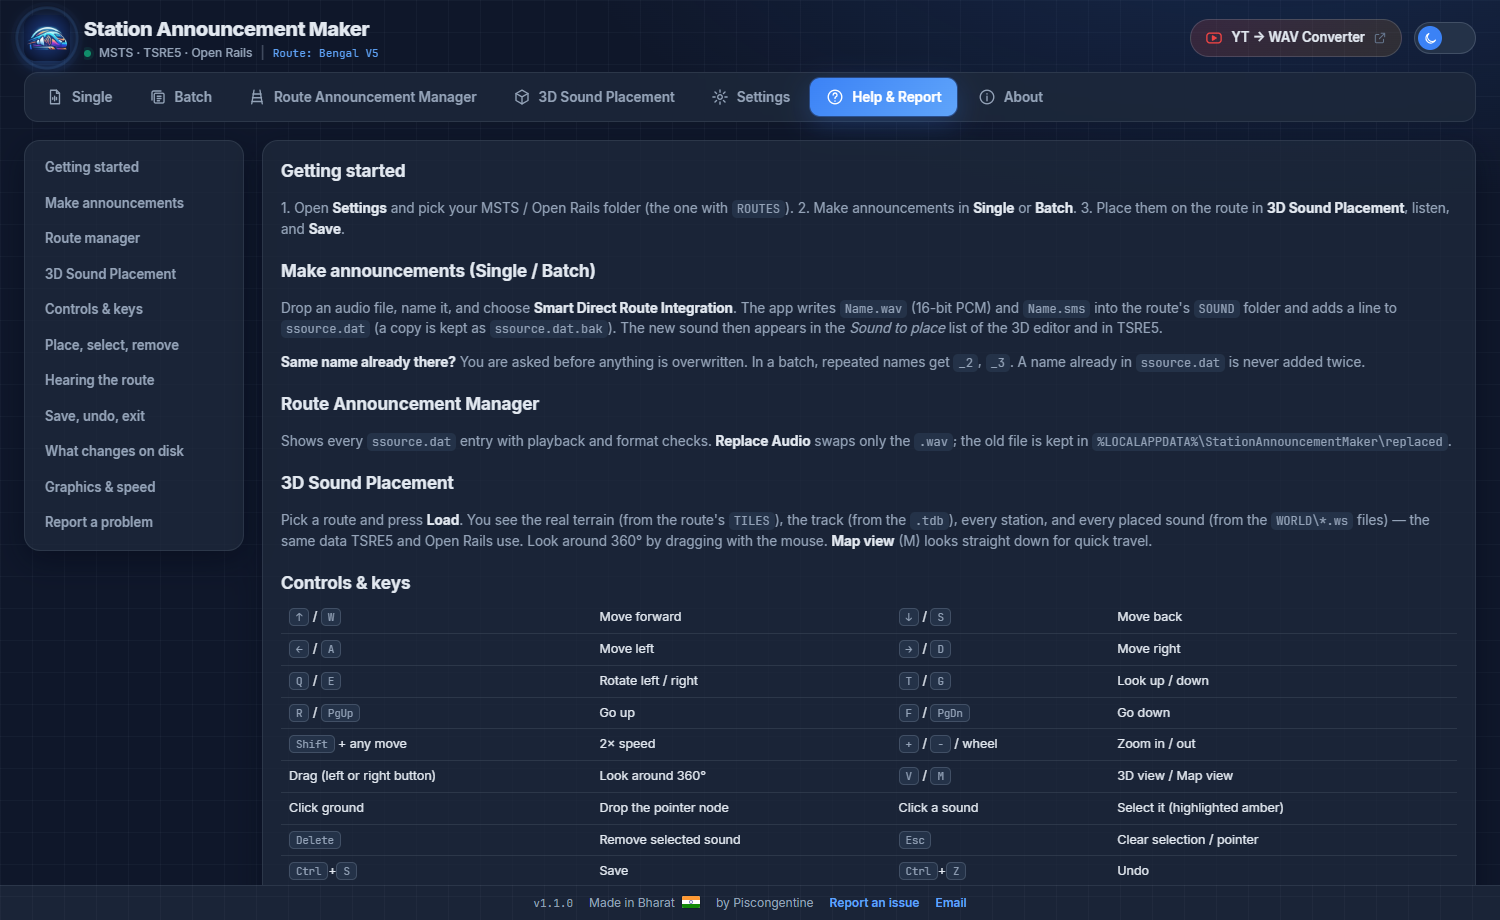 Station Announcement Maker
MSTS · TSRE5 · Open Rails | Route: Bengal V5
YT → WAV Converter
Single
Batch
Route Announcement Manager
3D Sound Placement
Settings
Help & Report
About
Getting started
Make announcements
Route manager
3D Sound Placement
Controls & keys
Place, select, remove
Hearing the route
Save, undo, exit
What changes on disk
Graphics & speed
Report a problem
Getting started
1. Open Settings and pick your MSTS / Open Rails folder (the one with ROUTES ). 2. Make announcements in Single or Batch. 3. Place them on the route in 3D Sound Placement, listen,
and Save.
Make announcements (Single / Batch)
Drop an audio file, name it, and choose Smart Direct Route Integration. The app writes Name.wav (16-bit PCM) and Name.sms into the route's SOUND folder and adds a line to
ssource.dat (a copy is kept as ssource.dat.bak ). The new sound then appears in the Sound to place list of the 3D editor and in TSRE5.
Same name already there? You are asked before anything is overwritten. In a batch, repeated names get _2 , _3 . A name already in ssource.dat is never added twice.
Route Announcement Manager
Shows every ssource.dat entry with playback and format checks. Replace Audio swaps only the .wav ; the old file is kept in %LOCALAPPDATA%\StationAnnouncementMaker\replaced .
3D Sound Placement
Pick a route and press Load. You see the real terrain (from the route's TILES ), the track (from the .tdb ), every station, and every placed sound (from the WORLD\*.ws files) — the
same data TSRE5 and Open Rails use. Look around 360° by dragging with the mouse. Map view (M) looks straight down for quick travel.
Controls & keys
↑ / W Move forward ↓ / S Move back
← / A Move left → / D Move right
Q / E Rotate left / right T / G Look up / down
R / PgUp Go up F / PgDn Go down
Shift + any move 2× speed + / - / wheel Zoom in / out
Drag (left or right button) Look around 360° V / M 3D view / Map view
Click ground Drop the pointer node Click a sound Select it (highlighted amber)
Delete Remove selected sound Esc Clear selection / pointer
Ctrl + S Save Ctrl + Z Undo
v1.1.0 Made in Bharat by Piscongentine Report an issue Email